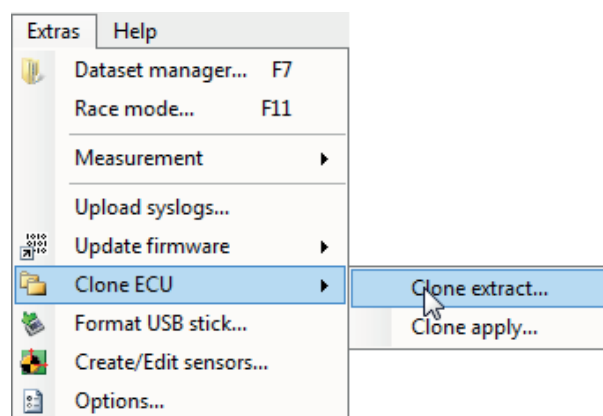 Extras Help
Dataset manager... F7
Race mode... F11
Measurement
Upload syslogs...
Update firmware
Clone ECU
Clone extract...
Format USB stick...
Clone apply...
Create/Edit sensors...
Options...